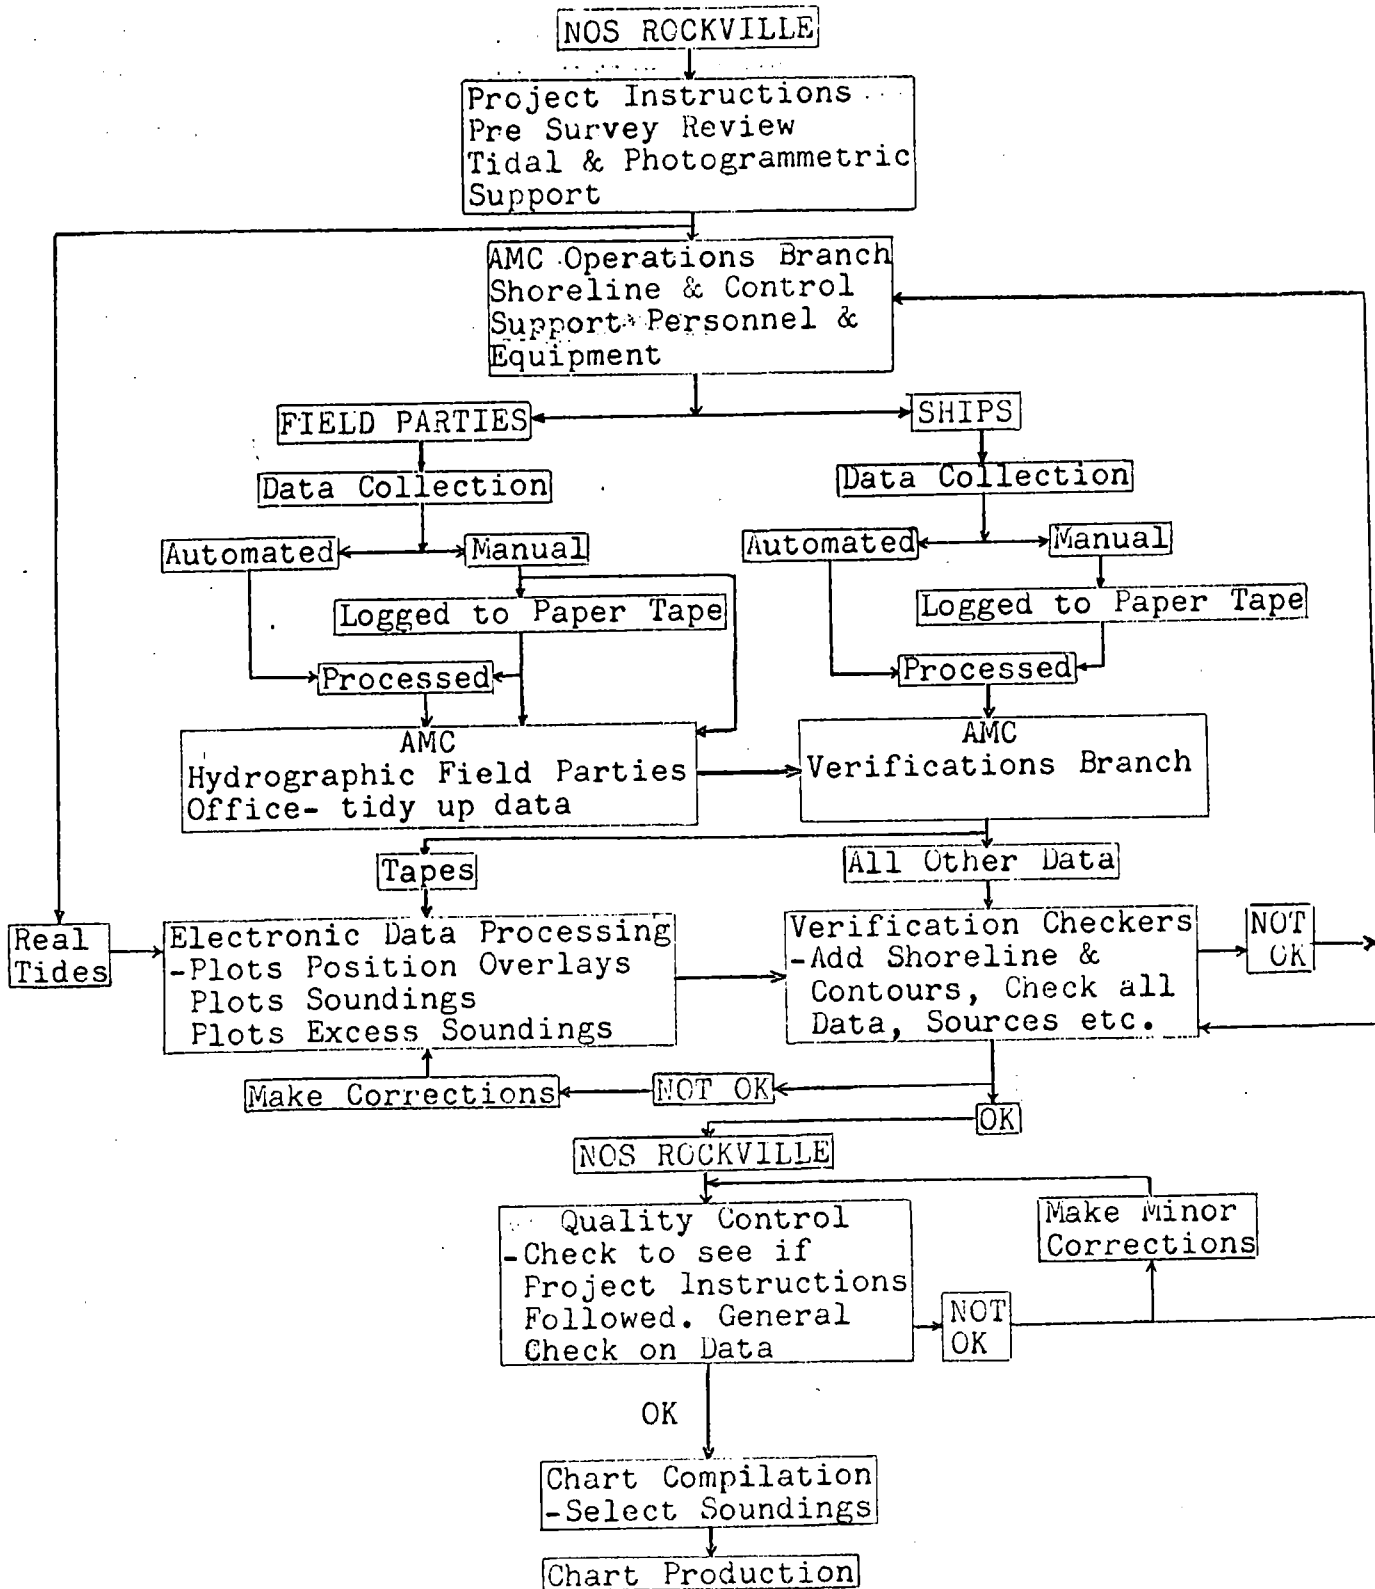 NOS ROCKVILLE
Project Instructions
Pre Survey Review
Tidal & Photogrammetric
Support
AMC Operations Branch
Shoreline & Control
Support Personnel &
Equipment
FIELD PARTIES
SHIPS
Data Collection
Data Collection
Automated
Manual
Automated
Manual
Logged to Paper Tape
Logged to Paper Tape
Processed
Processed
AMC
Hydrographic Field Parties
Office- tidy up data
AMC
Verifications Branch
Tapes
All Other Data
Real
Tides
Electronic Data Processing
-Plots Position Overlays
Plots Soundings
Plots Excess Soundings
Verification Checkers
-Add Shoreline &
Contours, Check all
Data, Sources etc.
NOT
OK
Make Corrections
NOT OK
OK
NOS ROCKVILLE
Quality Control
-Check to see if
Project Instructions
Followed. General
Check on Data
Make Minor
Corrections
NOT
OK
OK
Chart Compilation
-Select Soundings
Chart Production